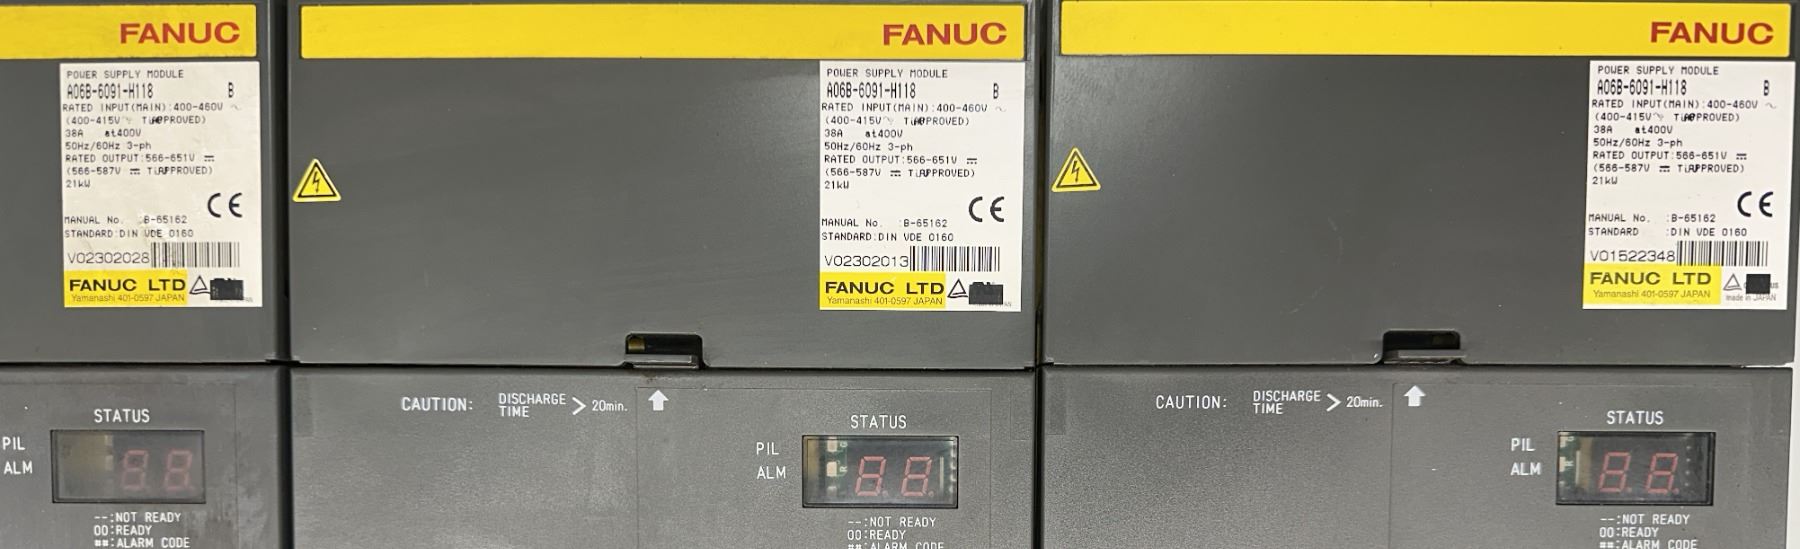 FANUC
POWER SUPPLY MODULE
A06B-6091-H118 B
RATED INPUT(MAIN):400-460V ~
(400-415V~ TÜV APPROVED)
38A at400V
50Hz/60Hz 3-ph
RATED OUTPUT:566-651V
(566-587V TÜV APPROVED)
21kW
CE
MANUAL No. :B-65162
STANDARD:DIN VDE 0160
V02302028
FANUC LTD
Yamanashi 401-0597 JAPAN
STATUS
PIL
ALM
88
--:NOT READY
00:READY
##:ALARM CODE
FANUC
POWER SUPPLY MODULE
A06B-6091-H118 B
RATED INPUT(MAIN):400-460V ~
(400-415V~ TÜV APPROVED)
38A at400V
50Hz/60Hz 3-ph
RATED OUTPUT:566-651V
(566-587V TÜV APPROVED)
21kW
CE
MANUAL No. :B-65162
STANDARD:DIN VDE 0160
V02302013
FANUC LTD
Yamanashi 401-0597 JAPAN
CAUTION: DISCHARGE TIME > 20min.
STATUS
PIL
ALM
8.8.
--:NOT READY
00:READY
##:ALARM CODE
FANUC
POWER SUPPLY MODULE
A06B-6091-H118 B
RATED INPUT(MAIN):400-460V ~
(400-415V~ TÜV APPROVED)
38A at400V
50Hz/60Hz 3-ph
RATED OUTPUT:566-651V
(566-587V TÜV APPROVED)
21kW
CE
MANUAL No. :B-65162
STANDARD :DIN VDE 0160
V01522348
FANUC LTD
Yamanashi 401-0597 JAPAN
made in JAPAN
CAUTION: DISCHARGE TIME > 20min.
STATUS
PIL
ALM
8.8.
--:NOT READY
00:READY
##:ALARM CODE